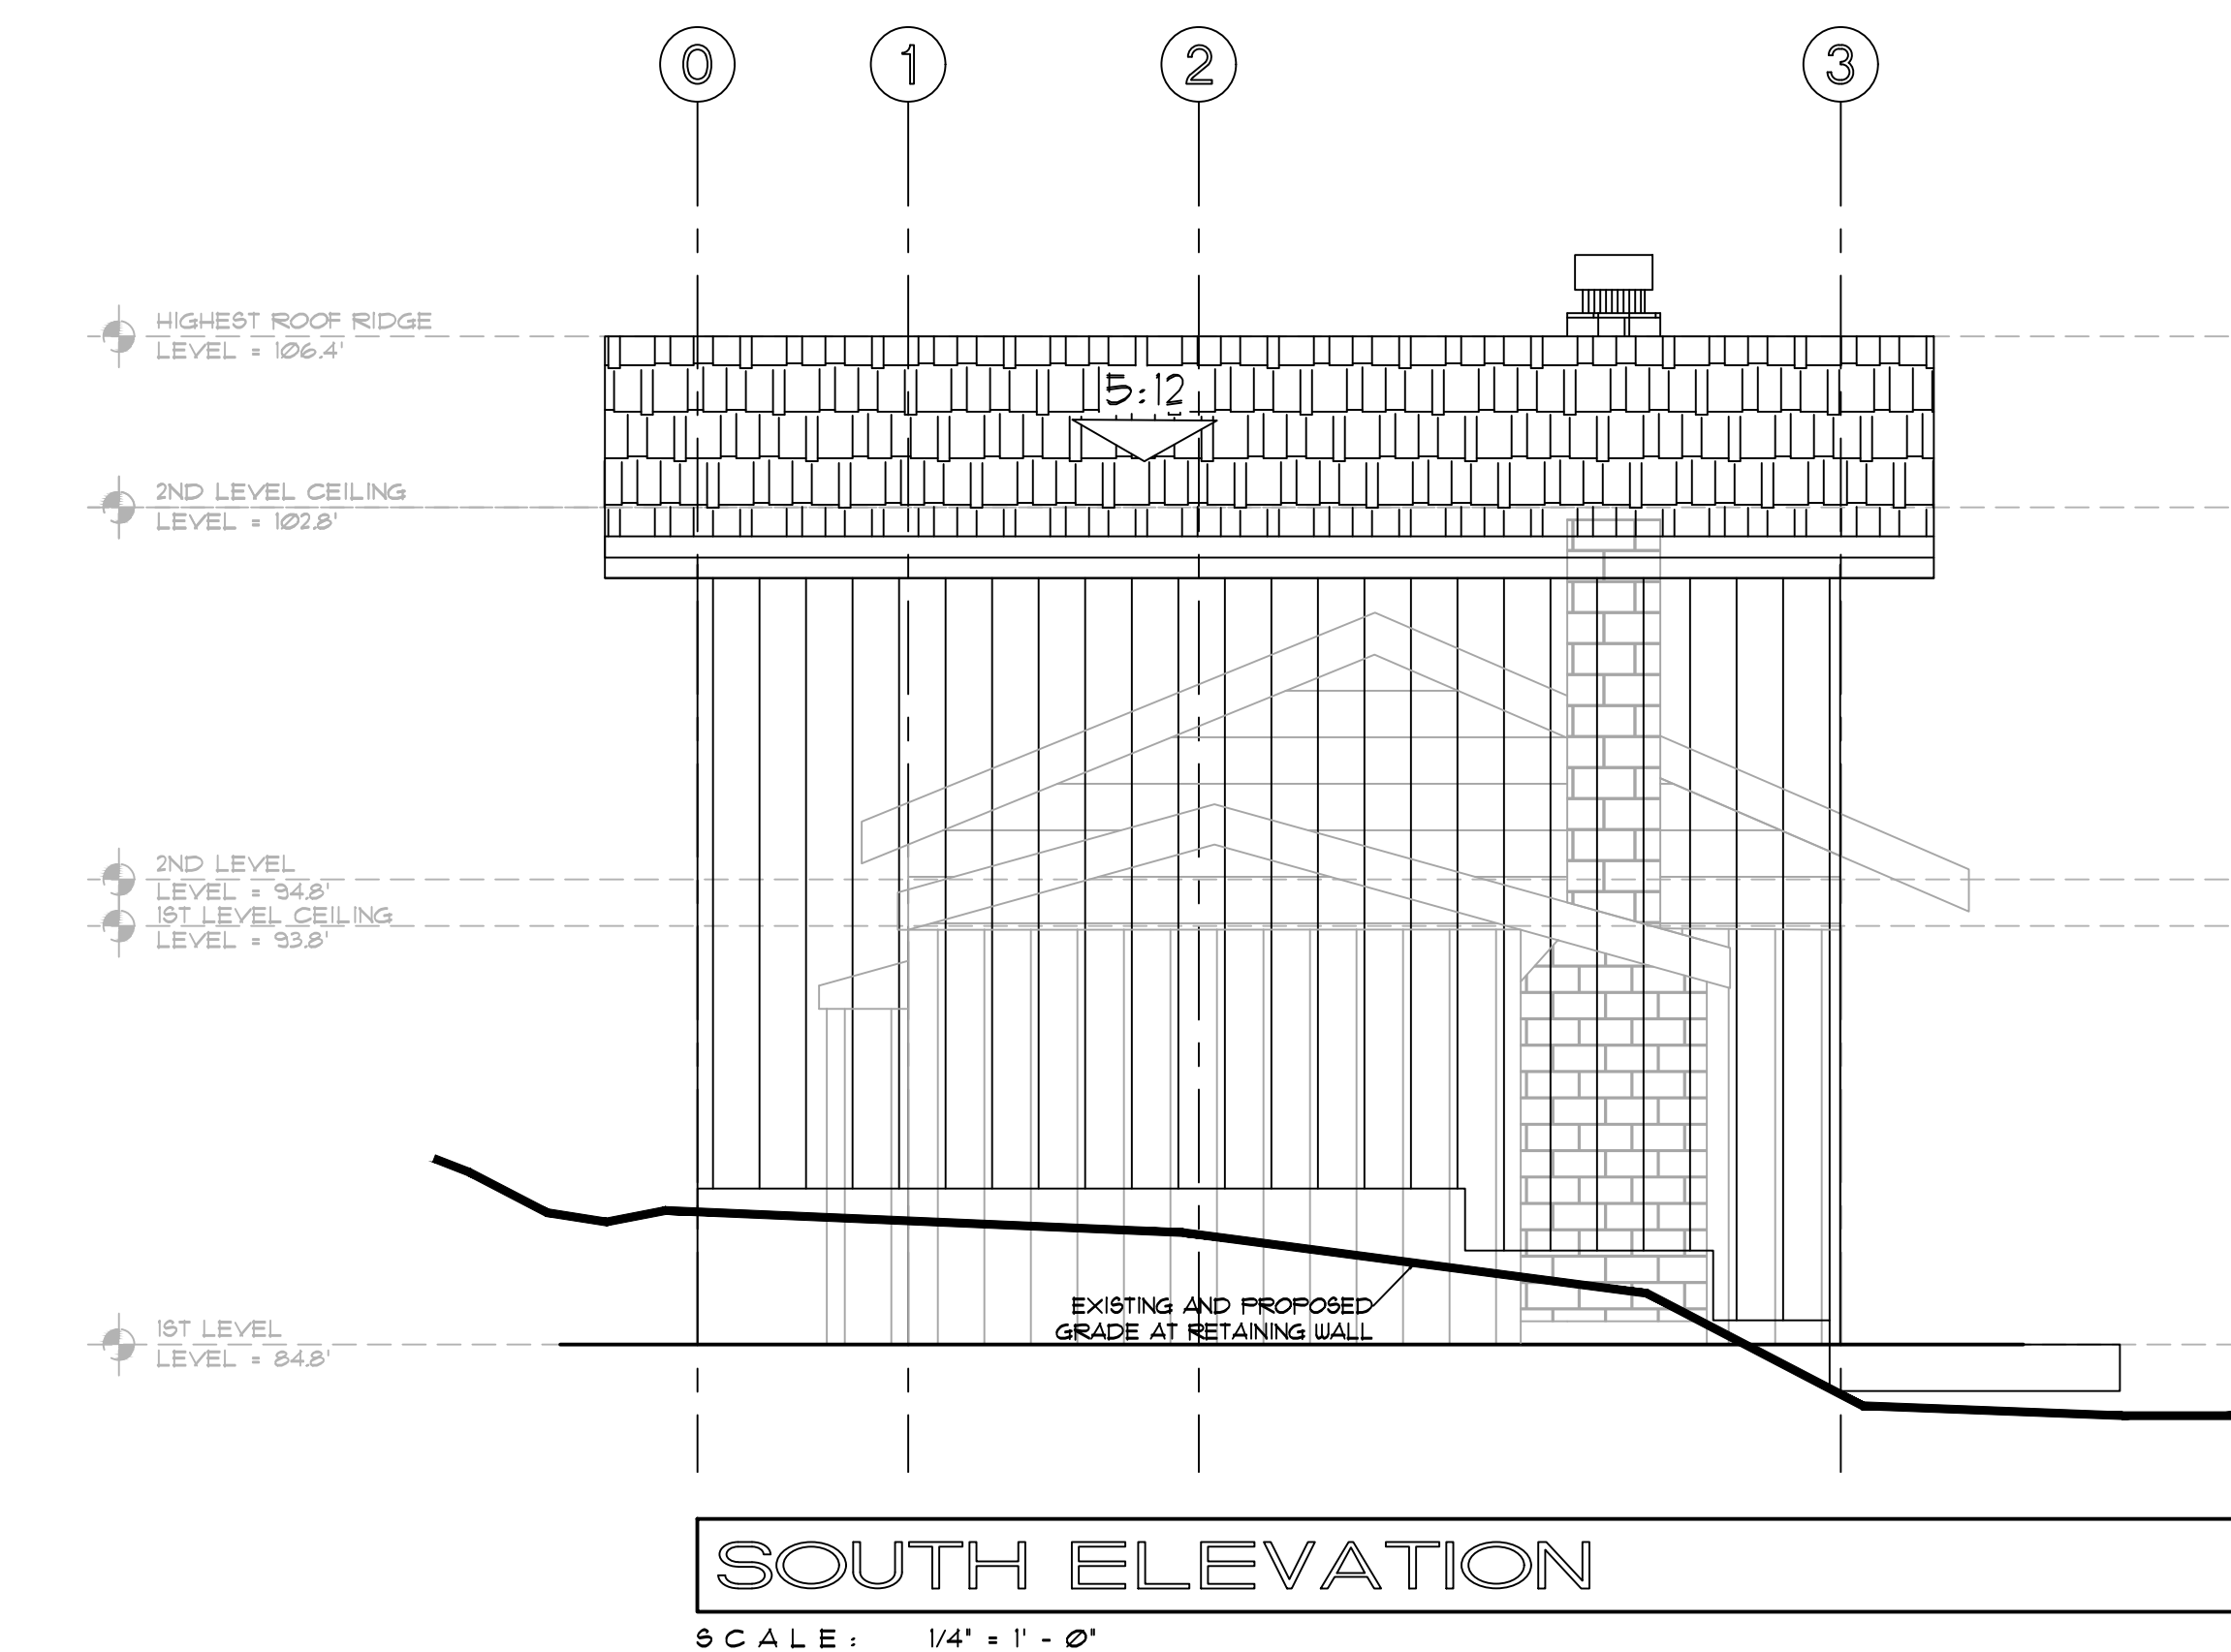 0 1 2 3
HIGHEST ROOF RIDGE
LEVEL = 106.4'
5:12
2ND LEVEL CEILING
LEVEL = 102.8'
2ND LEVEL
LEVEL = 94.8'
1ST LEVEL CEILING
LEVEL = 93.8'
EXISTING AND PROPOSED
GRADE AT RETAINING WALL
1ST LEVEL
LEVEL = 84.8'
SOUTH ELEVATION
SCALE: 1/4" = 1' - 0"